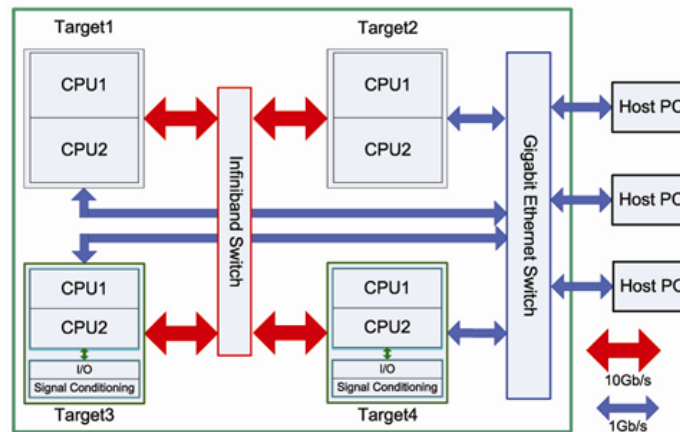 Target1
Target2
CPU1
CPU2
CPU1
CPU2
Infiniband Switch
Gigabit Ethernet Switch
Host PC
Host PC
Host PC
CPU1
CPU2
I/O
Signal Conditioning
Target3
CPU1
CPU2
I/O
Signal Conditioning
Target4
10Gb/s
1Gb/s